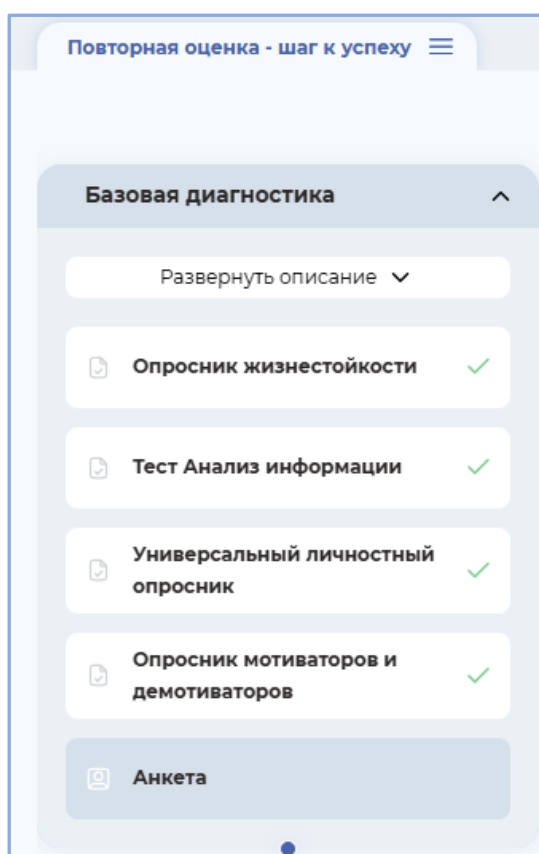 Повторная оценка - шаг к успеху
Базовая диагностика
Развернуть описание
Опросник жизнестойкости
Тест Анализ информации
Универсальный личностный
опросник
Опросник мотиваторов и
демотиваторов
Анкета